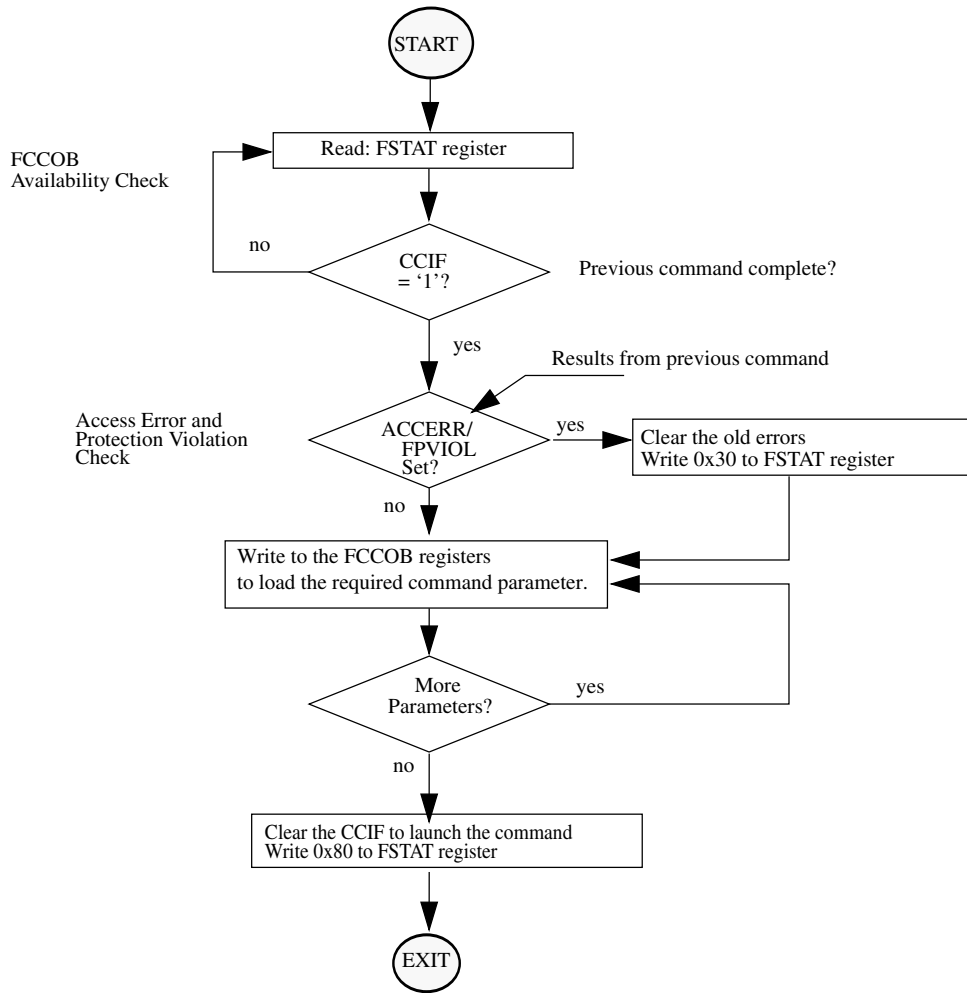 START
Read: FSTAT register
FCCOB
Availability Check
no
CCIF
= ‘1’?
Previous command complete?
yes
Results from previous command
Access Error and
Protection Violation
Check
ACCERR/
FPVIOL
Set?
yes
Clear the old errors
Write 0x30 to FSTAT register
no
Write to the FCCOB registers
to load the required command parameter.
More
Parameters?
yes
no
Clear the CCIF to launch the command
Write 0x80 to FSTAT register
EXIT